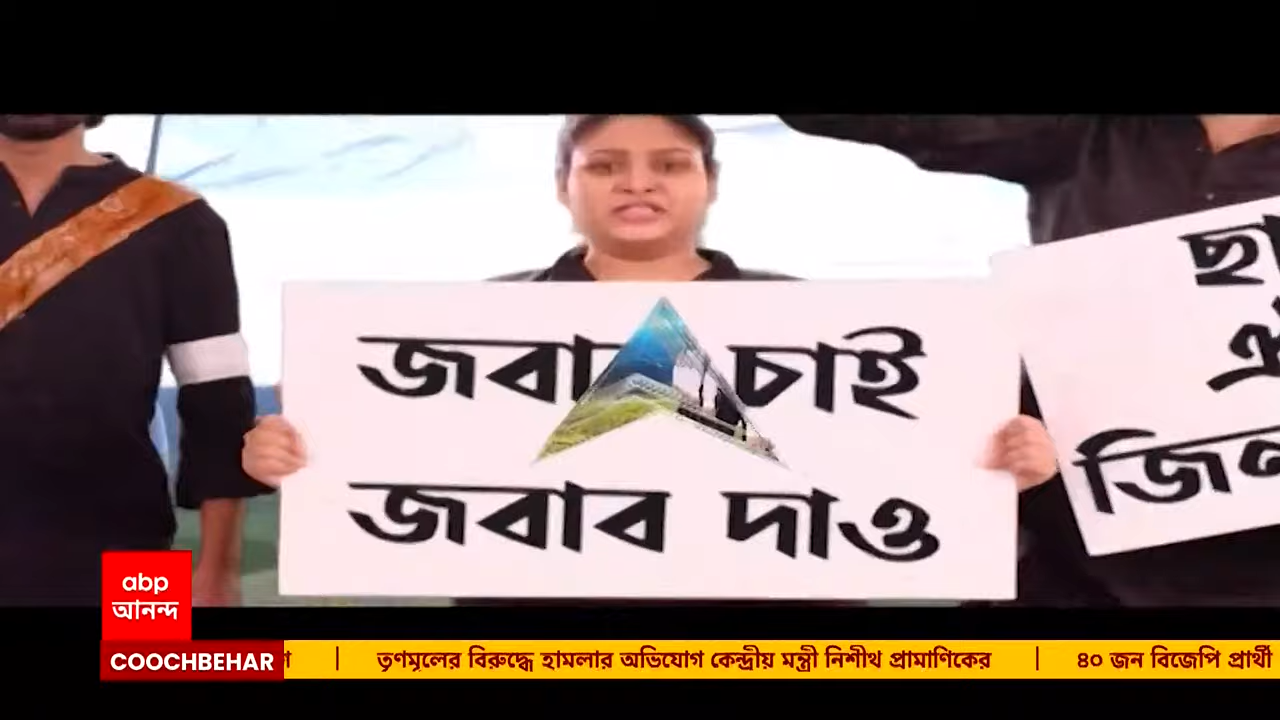 জবাব চাই
জবাব দাও
জিন
abp
আনন্দ
COOCHBEHAR
তৃণমূলের বিরুদ্ধে হামলার অভিযোগ কেন্দ্রীয় মন্ত্রী নিশীথ প্রামাণিকের
৪০ জন বিজেপি প্রার্থী